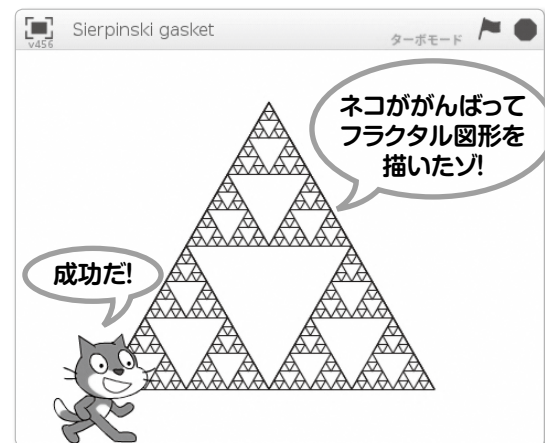 Sierpinski gasket
v456
ターボモード
ネコががんばって
フラクタル図形を
描いたゾ!
成功だ!